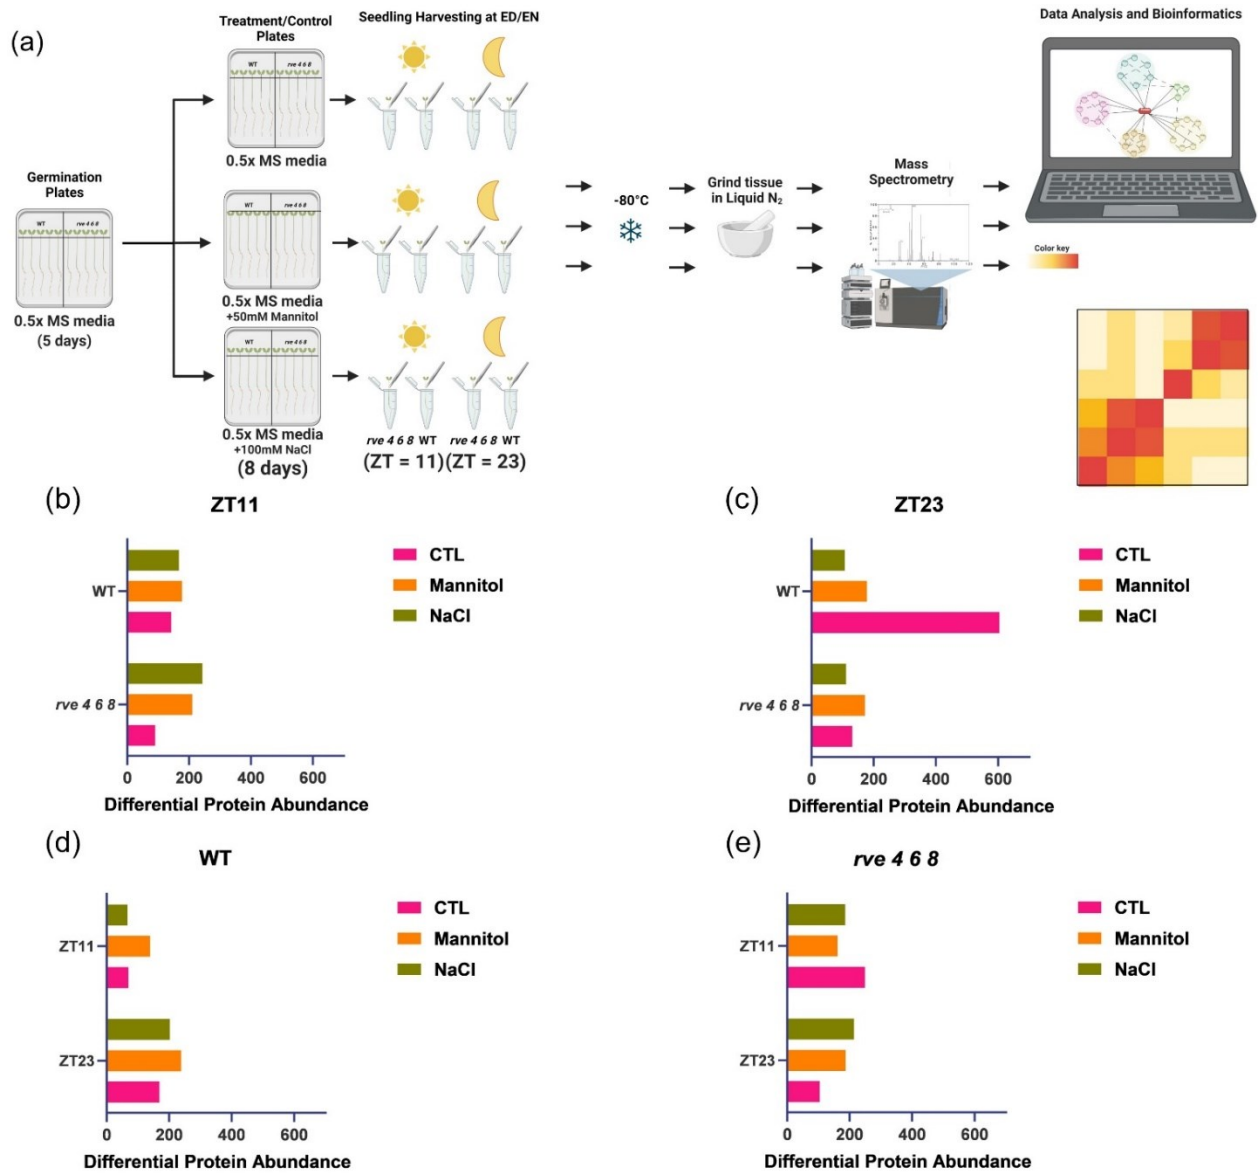 (a)
Treatment/Control
Plates
Seedling Harvesting at ED/EN
Data Analysis and Bioinformatics
WT rve 4 6 8
0.5x MS media
Germination
Plates
WT rve 4 6 8
0.5x MS media
(5 days)
WT rve 4 6 8
0.5x MS media
+50mM Mannitol
WT rve 4 6 8
0.5x MS media
+100mM NaCl
(8 days)
rve 4 6 8 WT rve 4 6 8 WT
(ZT = 11) (ZT = 23)
-80°C
Grind tissue
in Liquid N₂
Mass
Spectrometry
Color key
(b)
ZT11
WT
rve 4 6 8
0 200 400 600
Differential Protein Abundance
CTL
Mannitol
NaCl
(c)
ZT23
WT
rve 4 6 8
0 200 400 600
Differential Protein Abundance
CTL
Mannitol
NaCl
(d)
WT
ZT11
ZT23
0 200 400 600
Differential Protein Abundance
CTL
Mannitol
NaCl
(e)
rve 4 6 8
ZT11
ZT23
0 200 400 600
Differential Protein Abundance
CTL
Mannitol
NaCl